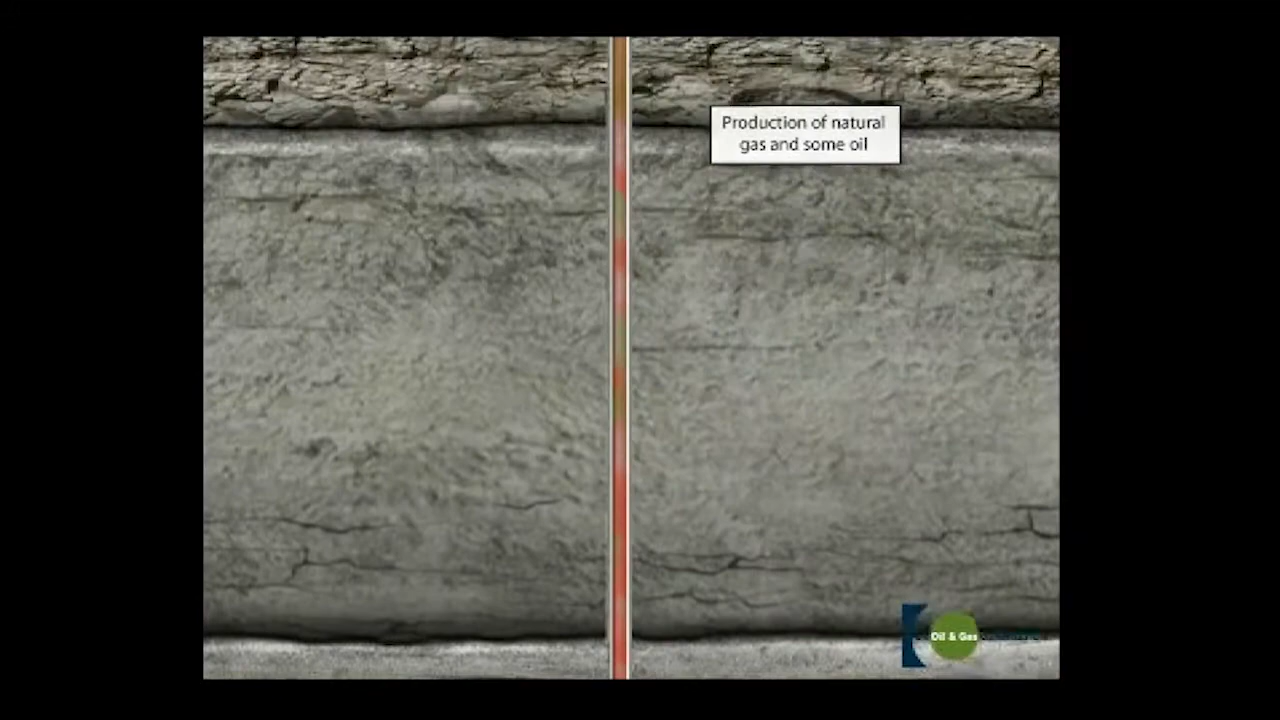 Production of natural
gas and some oil
Oil & Gas